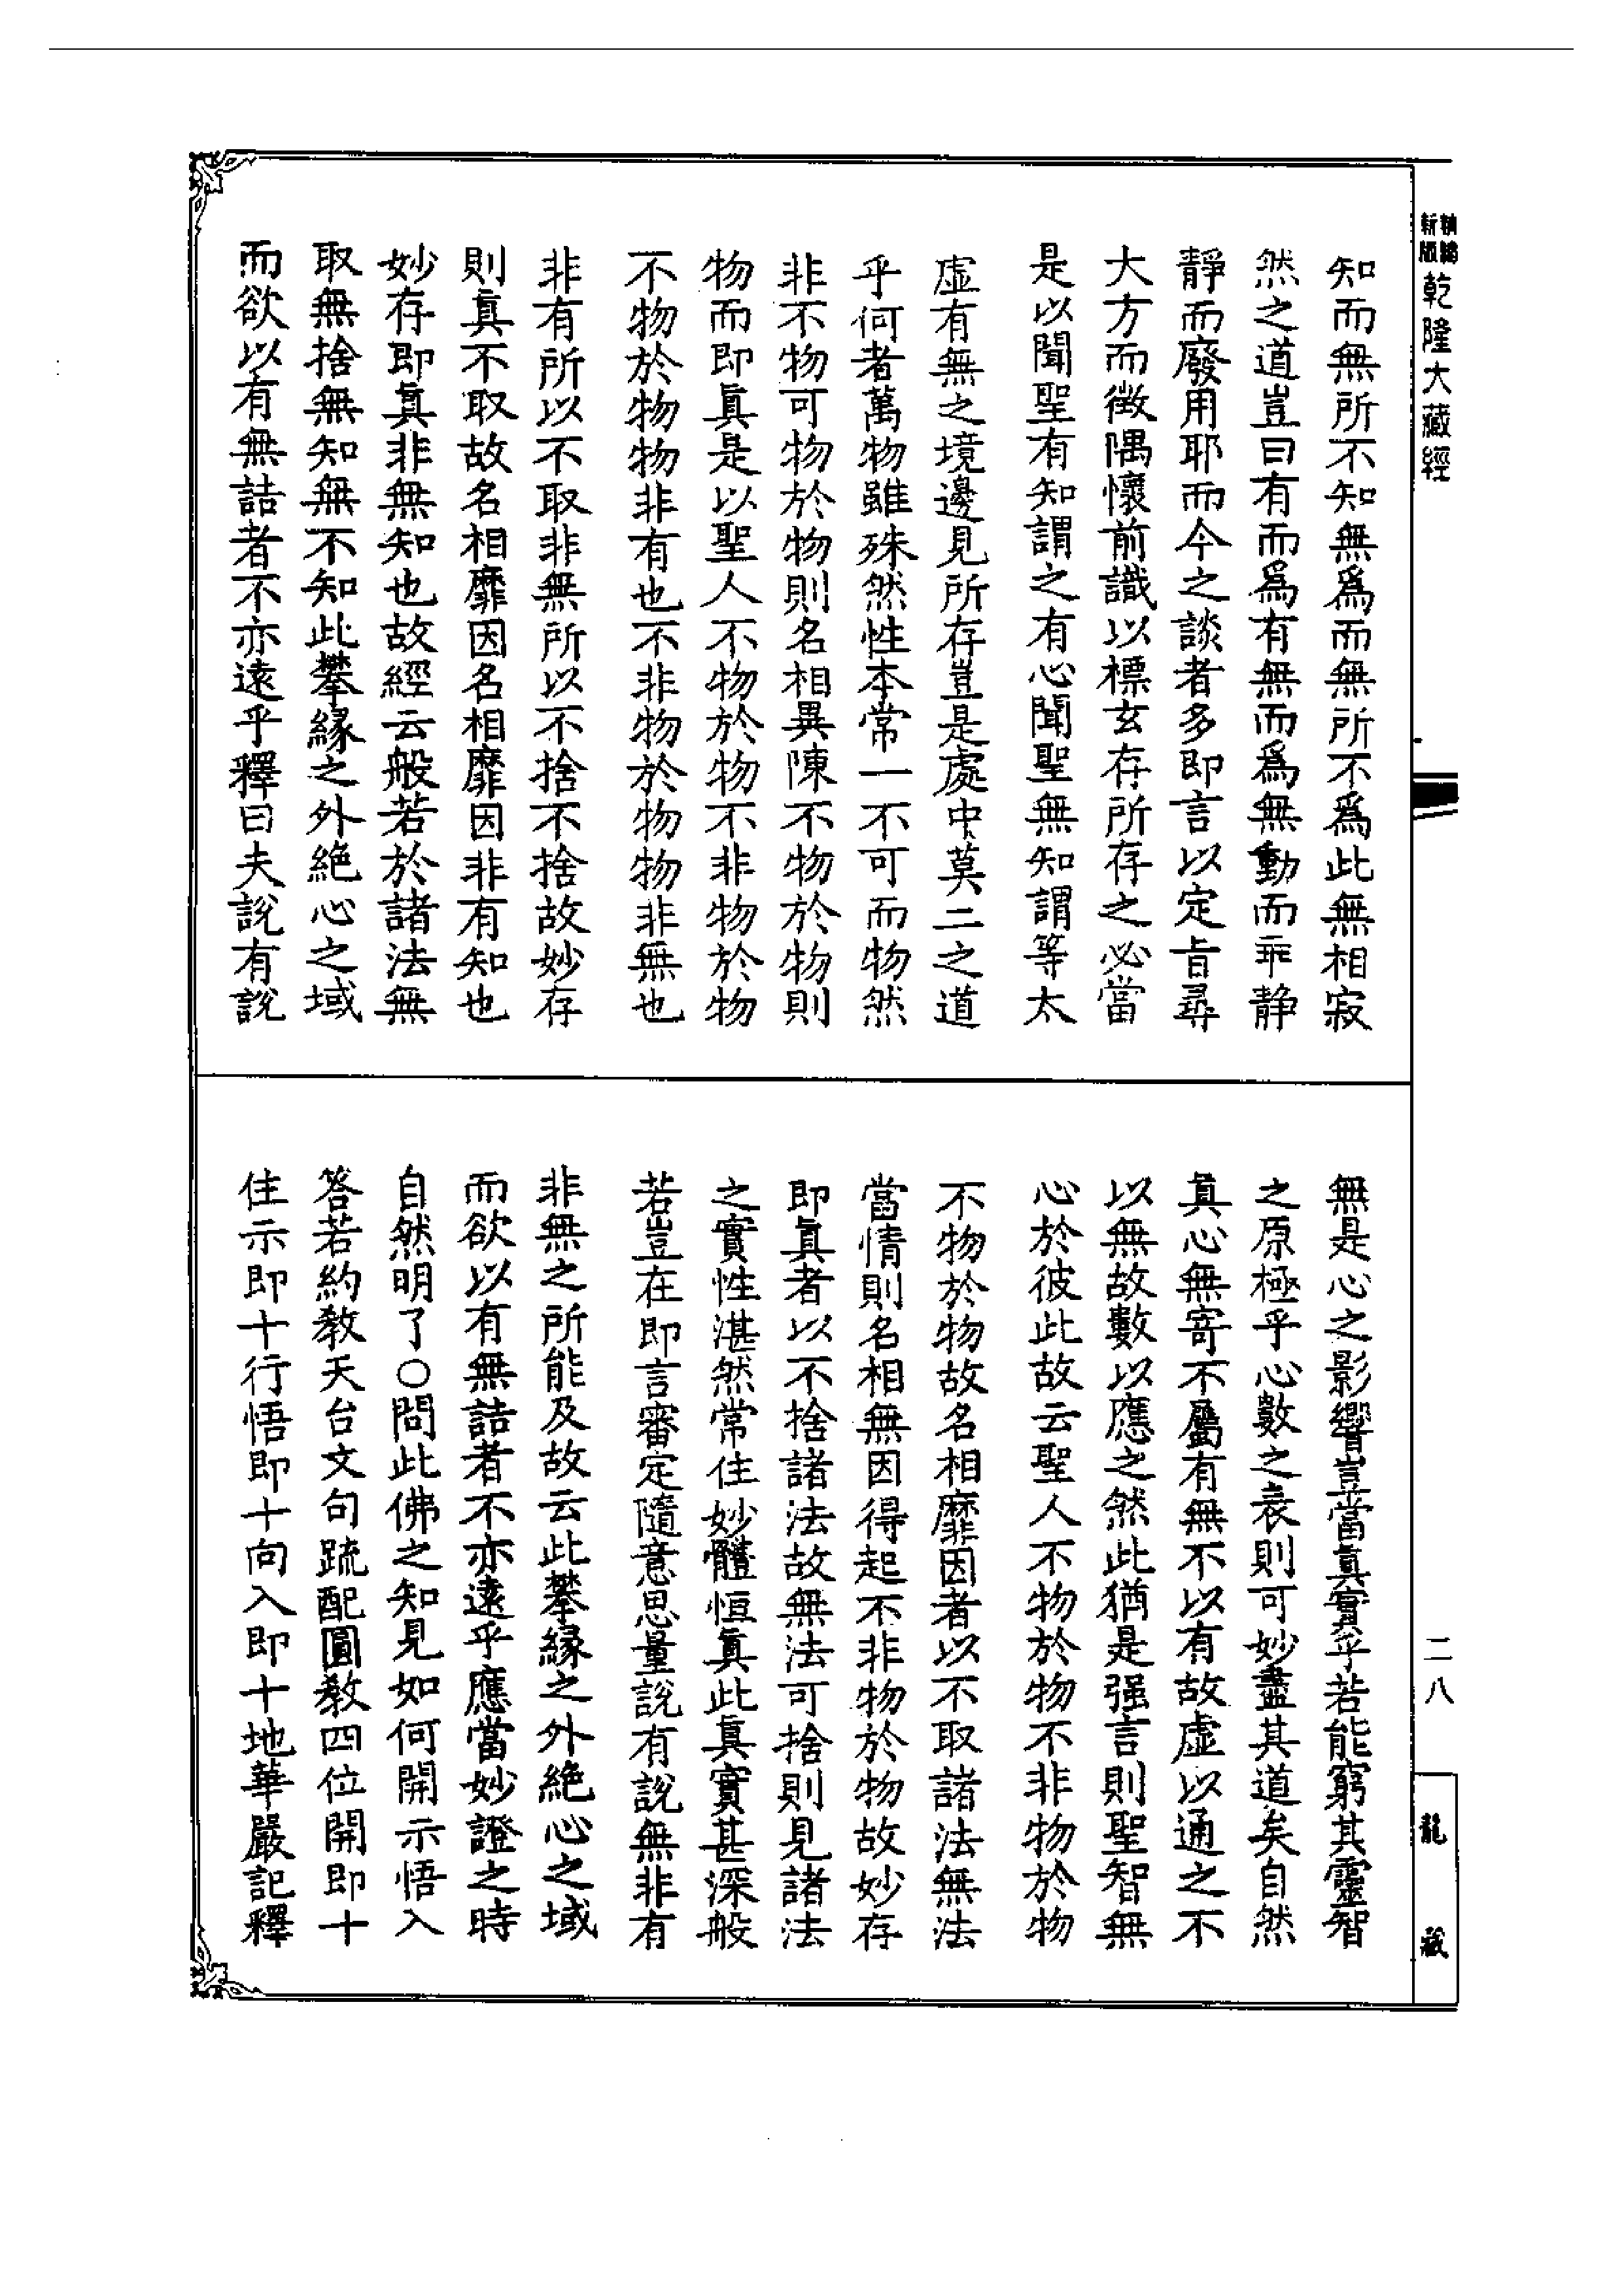 新編縮版乾隆大藏經
知而無所不知無爲而無所不爲此無相寂
然之道豈曰有而爲有無而爲無動而乖静
靜而廢用耶而今之談者多即言以定旨尋
大方而徵隅懷前識以標玄存所存之必當
是以聞聖有知謂之有心聞聖無知謂等太
虛有無之境邊見所存豈是處中莫二之道
乎何者萬物雖殊然性本常一不可而物然
非不物可物於物則名相異陳不物於物則
物而即眞是以聖人不物於物不非物於物
不物於物物非有也不非物於物物非無也
非有所以不取非無所以不捨不捨故妙存
則眞不取故名相靡因名相靡因非有知也
妙存即眞非無知也故經云般若於諸法無
取無捨無知無不知此攀緣之外絶心之域
而欲以有無詰者不亦遠乎釋曰夫說有說
無是心之影響豈當眞實乎若能窮其靈智
之原極乎心數之表則可妙盡其道矣自然
眞心無寄不屬有無不以有故虛以通之不
以無故數以應之然此猶是强言則聖智無
心於彼此故云聖人不物於物不非物於物
不物於物故名相靡因者以不取諸法無法
當情則名相無因得起不非物於物故妙存
即眞者以不捨諸法故無法可捨則見諸法
之實性湛然常住妙體恒眞此眞實甚深般
若豈在即言審定隨意思量說有說無非有
非無之所能及故云此攀緣之外絶心之域
而欲以有無詰者不亦遠乎應當妙證之時
自然明了○問此佛之知見如何開示悟入
答若約教天台文句䟽配圓教四位開即十
住示即十行悟即十向入即十地華嚴記釋
二八
龍藏